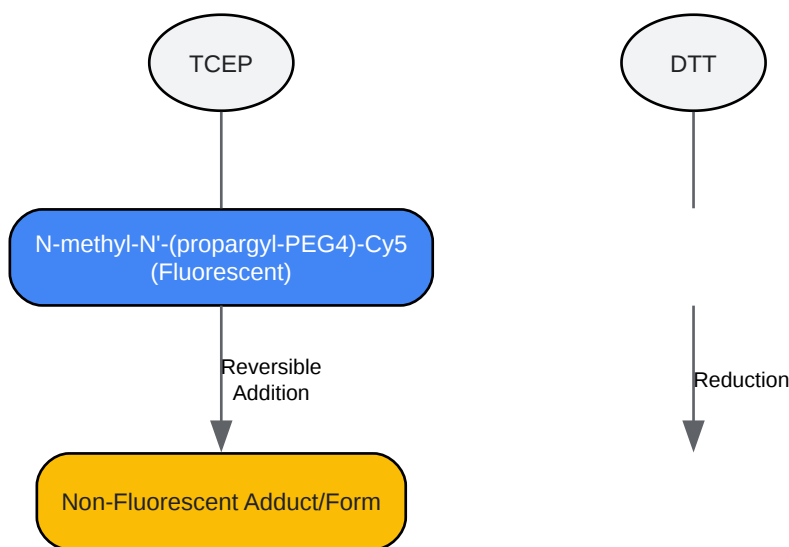 TCEP
DTT
N-methyl-N'-(propargyl-PEG4)-Cy5
(Fluorescent)
Reversible
Addition
Reduction
Non-Fluorescent Adduct/Form